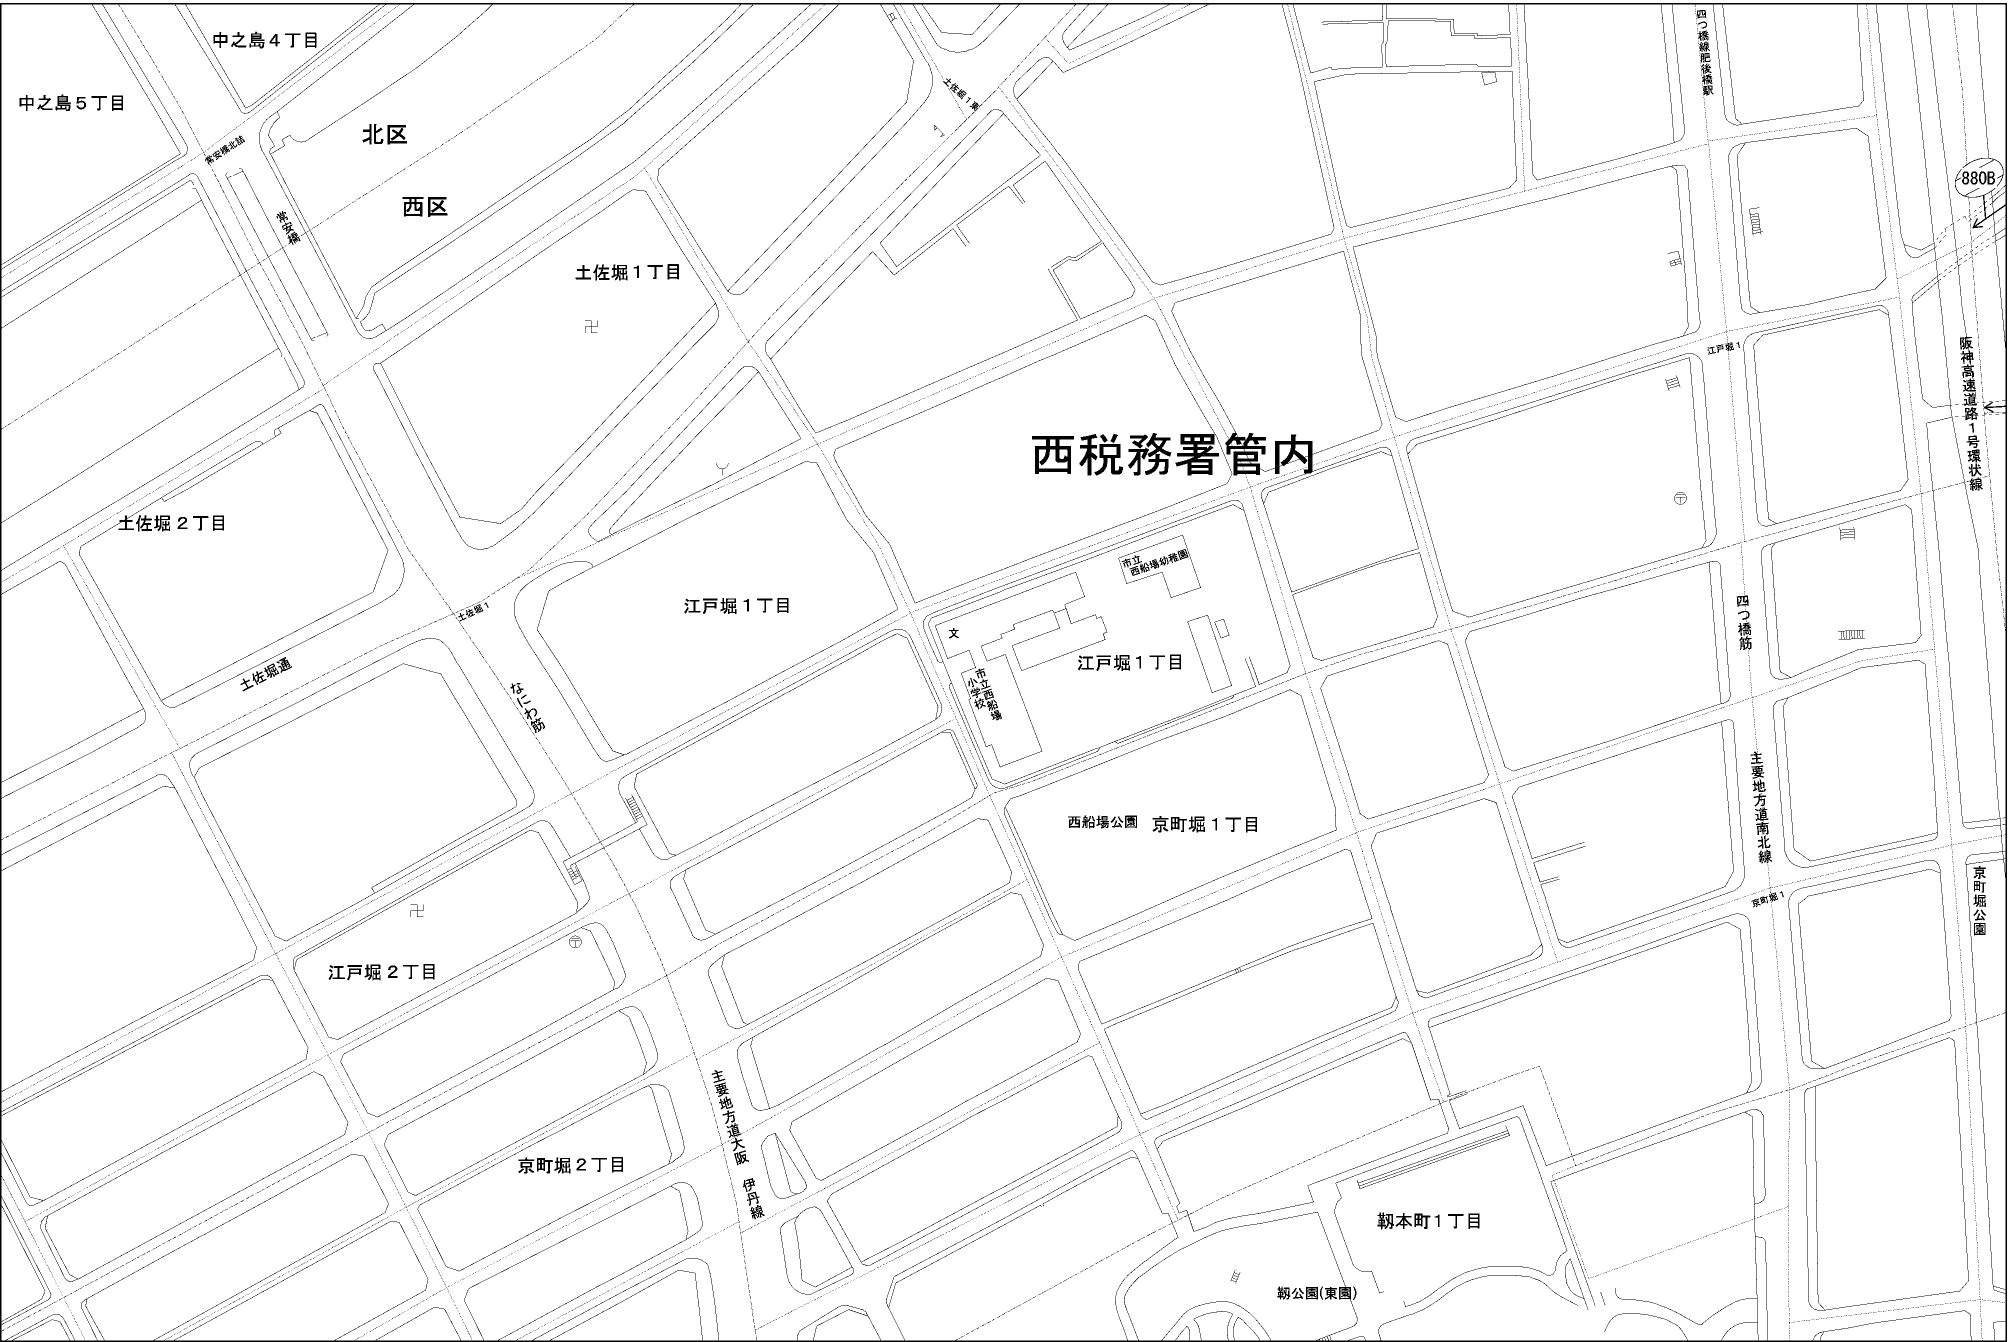 中之島４丁目
四つ橋線肥後橋駅
中之島５丁目
土佐堀１東
北区
常安橋北詰
880B
西区
常安橋
土佐堀１丁目
江戸堀１
阪神高速道路１号環状線
西税務署管内
土佐堀２丁目
市立
西船場幼稚園
江戸堀１丁目
土佐堀１
四つ橋筋
文
江戸堀１丁目
土佐堀通
市立西船場
小学校
なにわ筋
主要地方道南北線
西船場公園
京町堀１丁目
京町堀１
京町堀公園
江戸堀２丁目
主要地方道大阪　伊丹線
京町堀２丁目
靱本町１丁目
靱公園(東園)